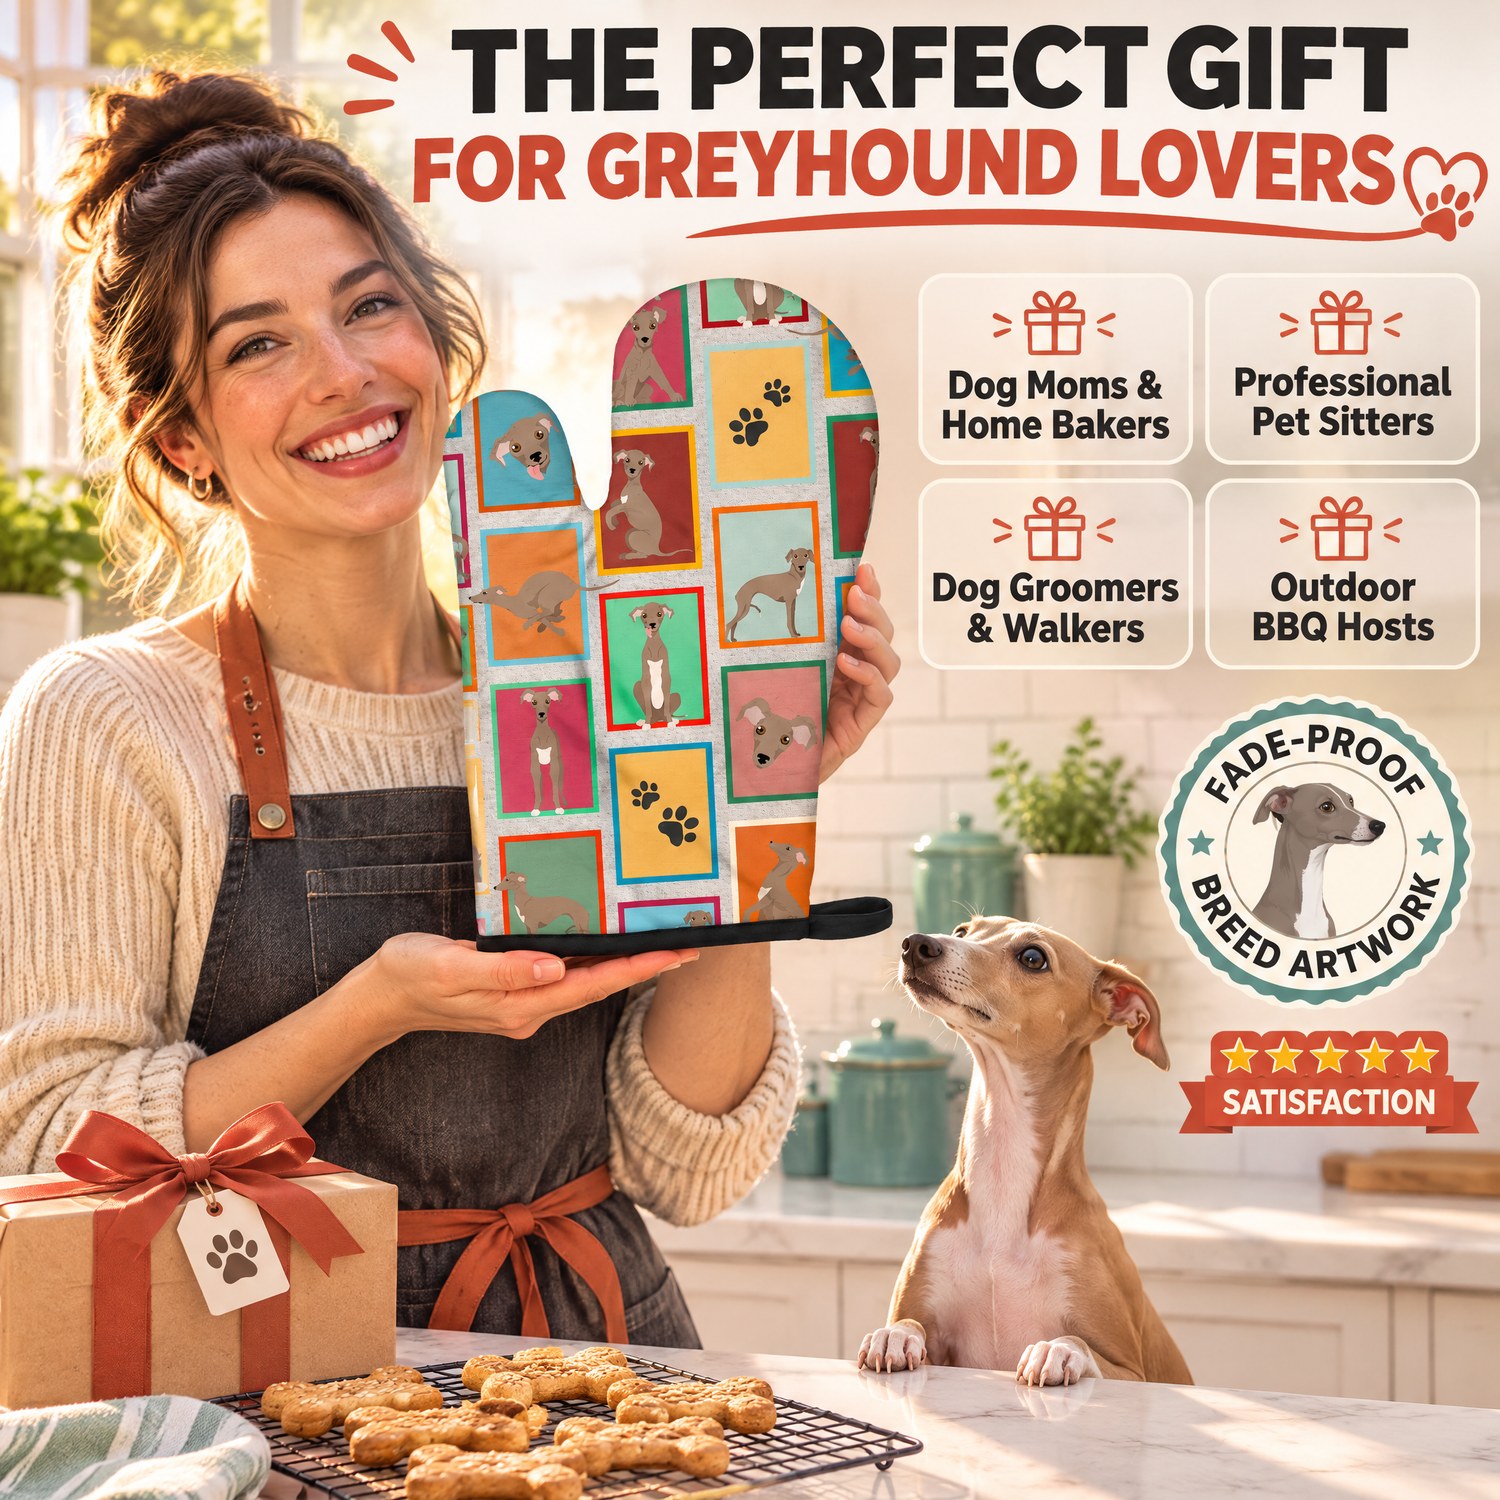 THE PERFECT GIFT
FOR GREYHOUND LOVERS
Dog Moms &
Home Bakers
Professional
Pet Sitters
Dog Groomers
& Walkers
Outdoor
BBQ Hosts
FADE-PROOF
BREED ARTWORK
SATISFACTION